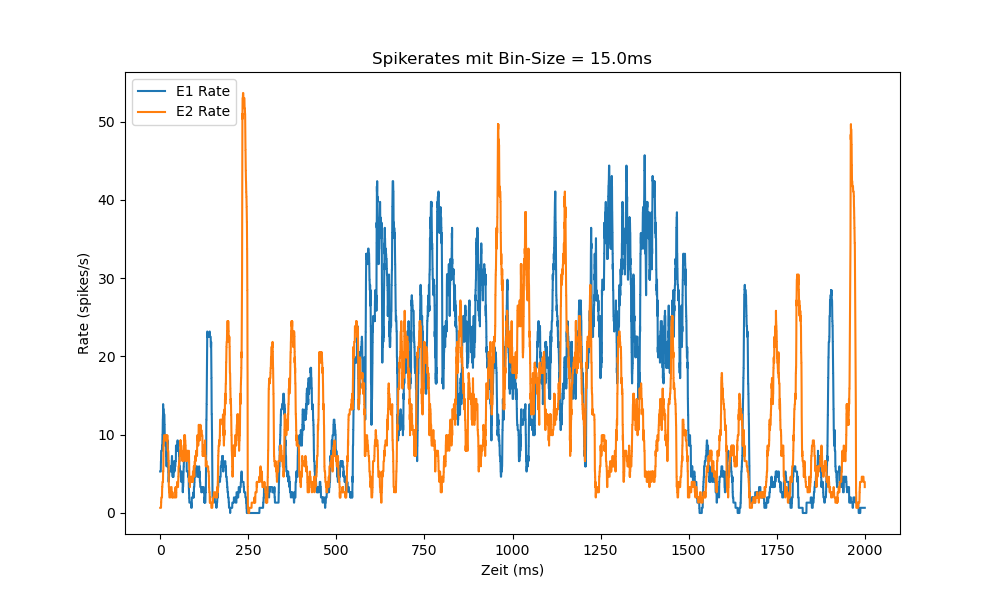 Spikerates mit Bin-Size = 15.0ms
E1 Rate
E2 Rate
Rate (spikes/s)
50
40
30
20
10
0
0 250 500 750 1000 1250 1500 1750 2000
Zeit (ms)